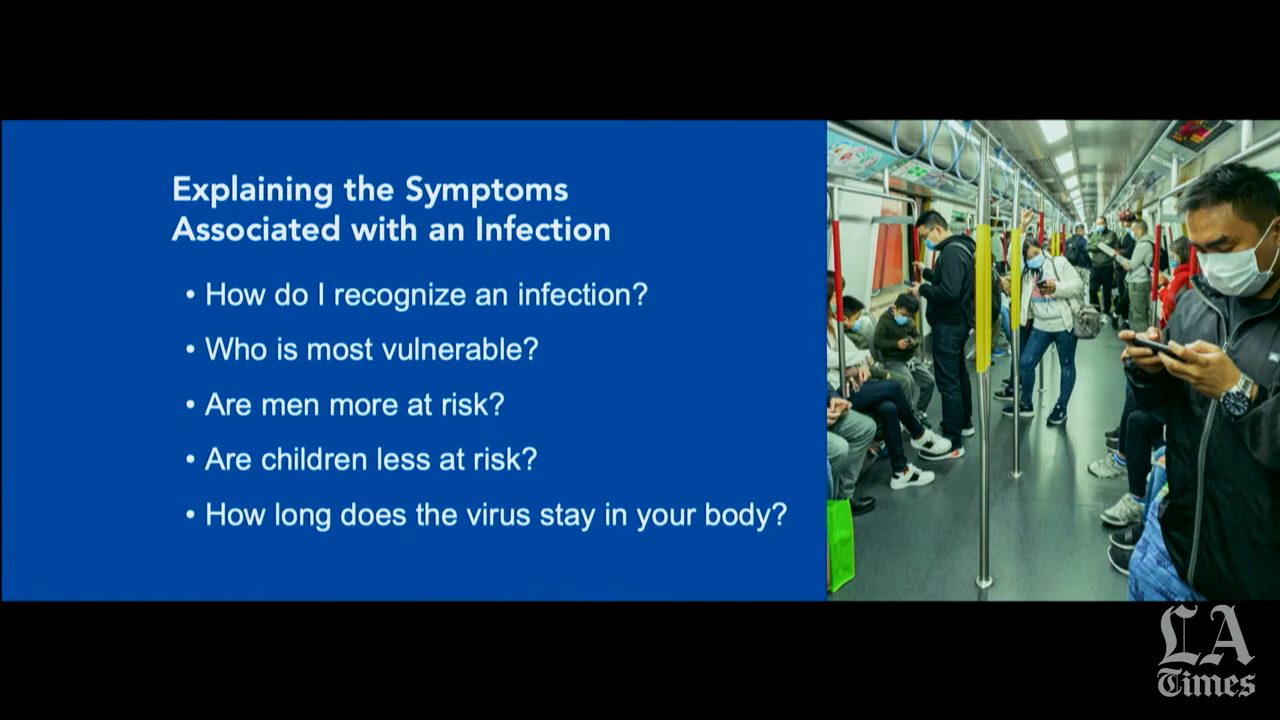 Explaining the Symptoms
Associated with an Infection
• How do I recognize an infection?
• Who is most vulnerable?
• Are men more at risk?
• Are children less at risk?
• How long does the virus stay in your body?
LA
Times